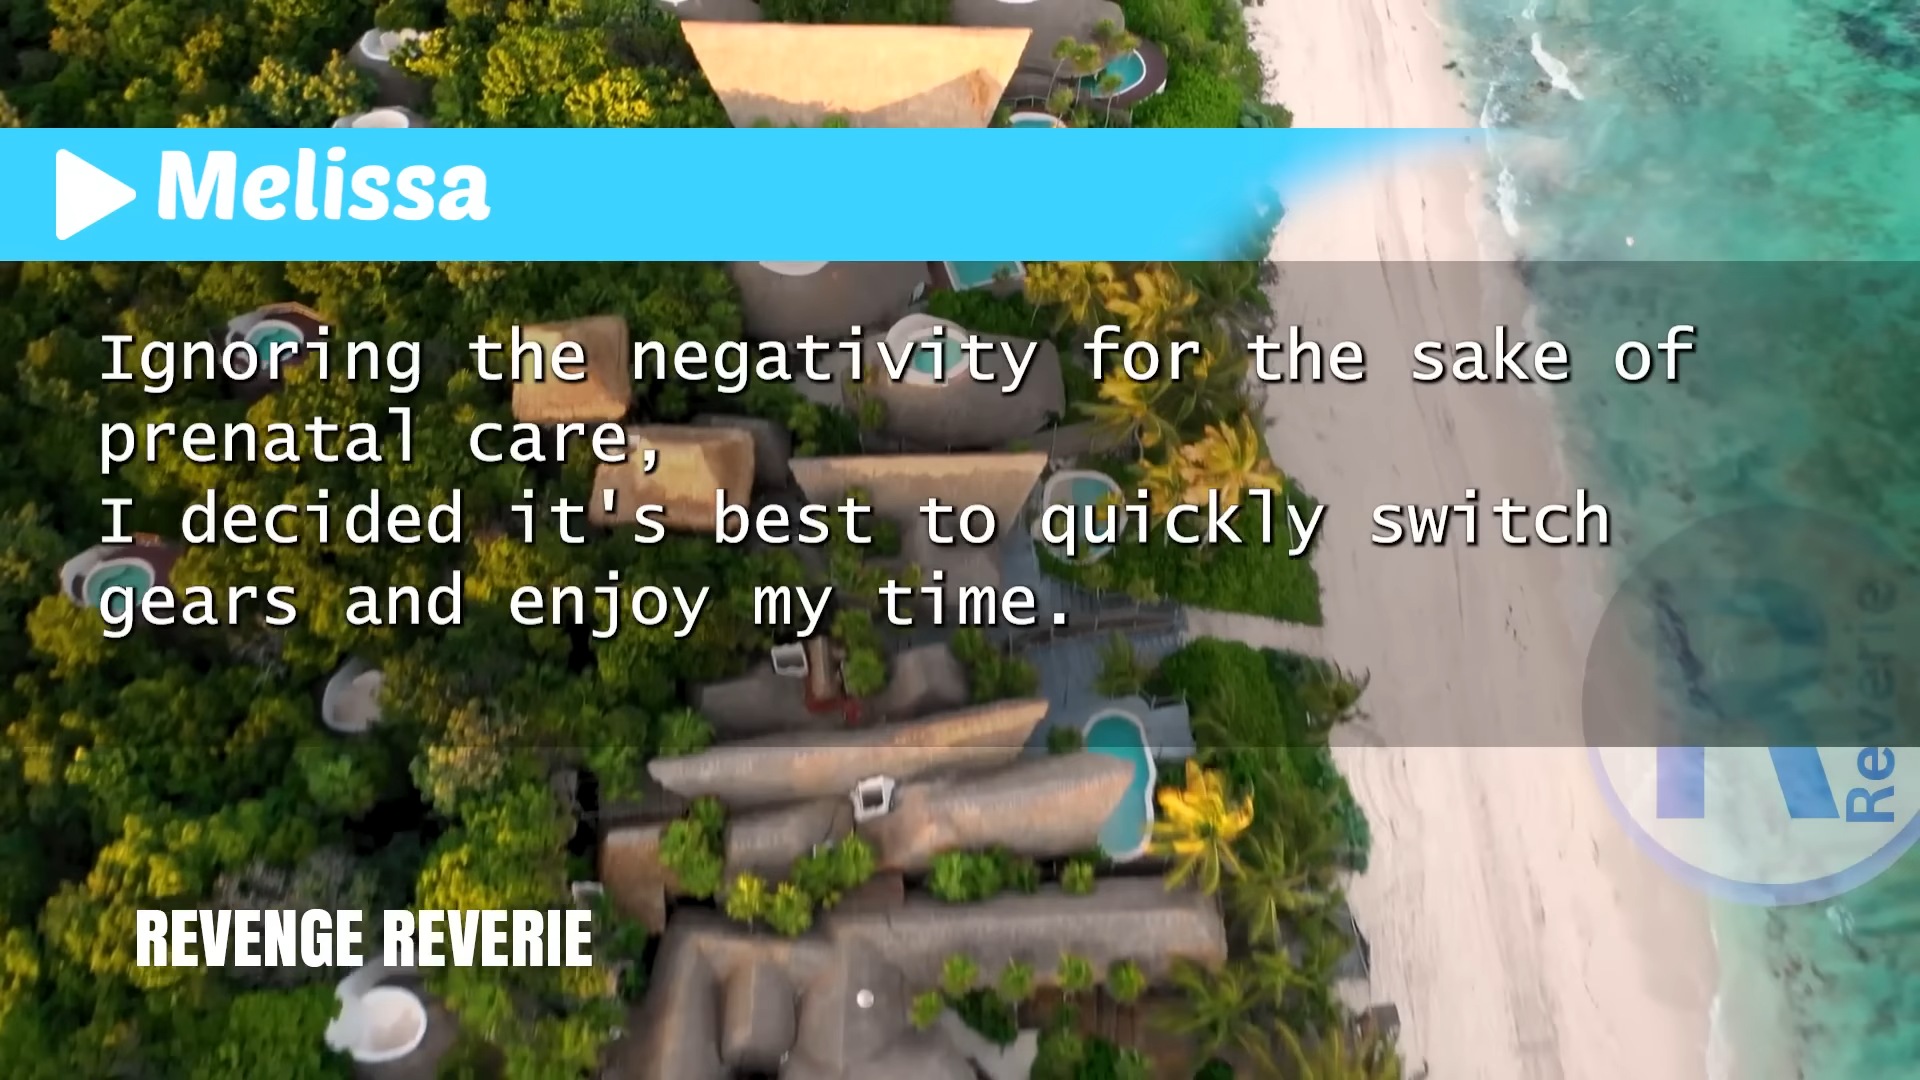 Melissa
Ignoring the negativity for the sake of
prenatal care,
I decided it's best to quickly switch
gears and enjoy my time.
R
Reverie
REVENGE REVERIE